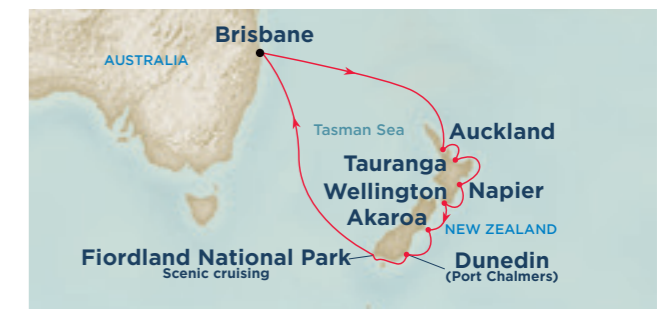 Brisbane
AUSTRALIA
Tasman Sea
Auckland
Tauranga
Wellington
Napier
Akaroa
NEW ZEALAND
Fiordland National Park
Scenic cruising
Dunedin
(Port Chalmers)